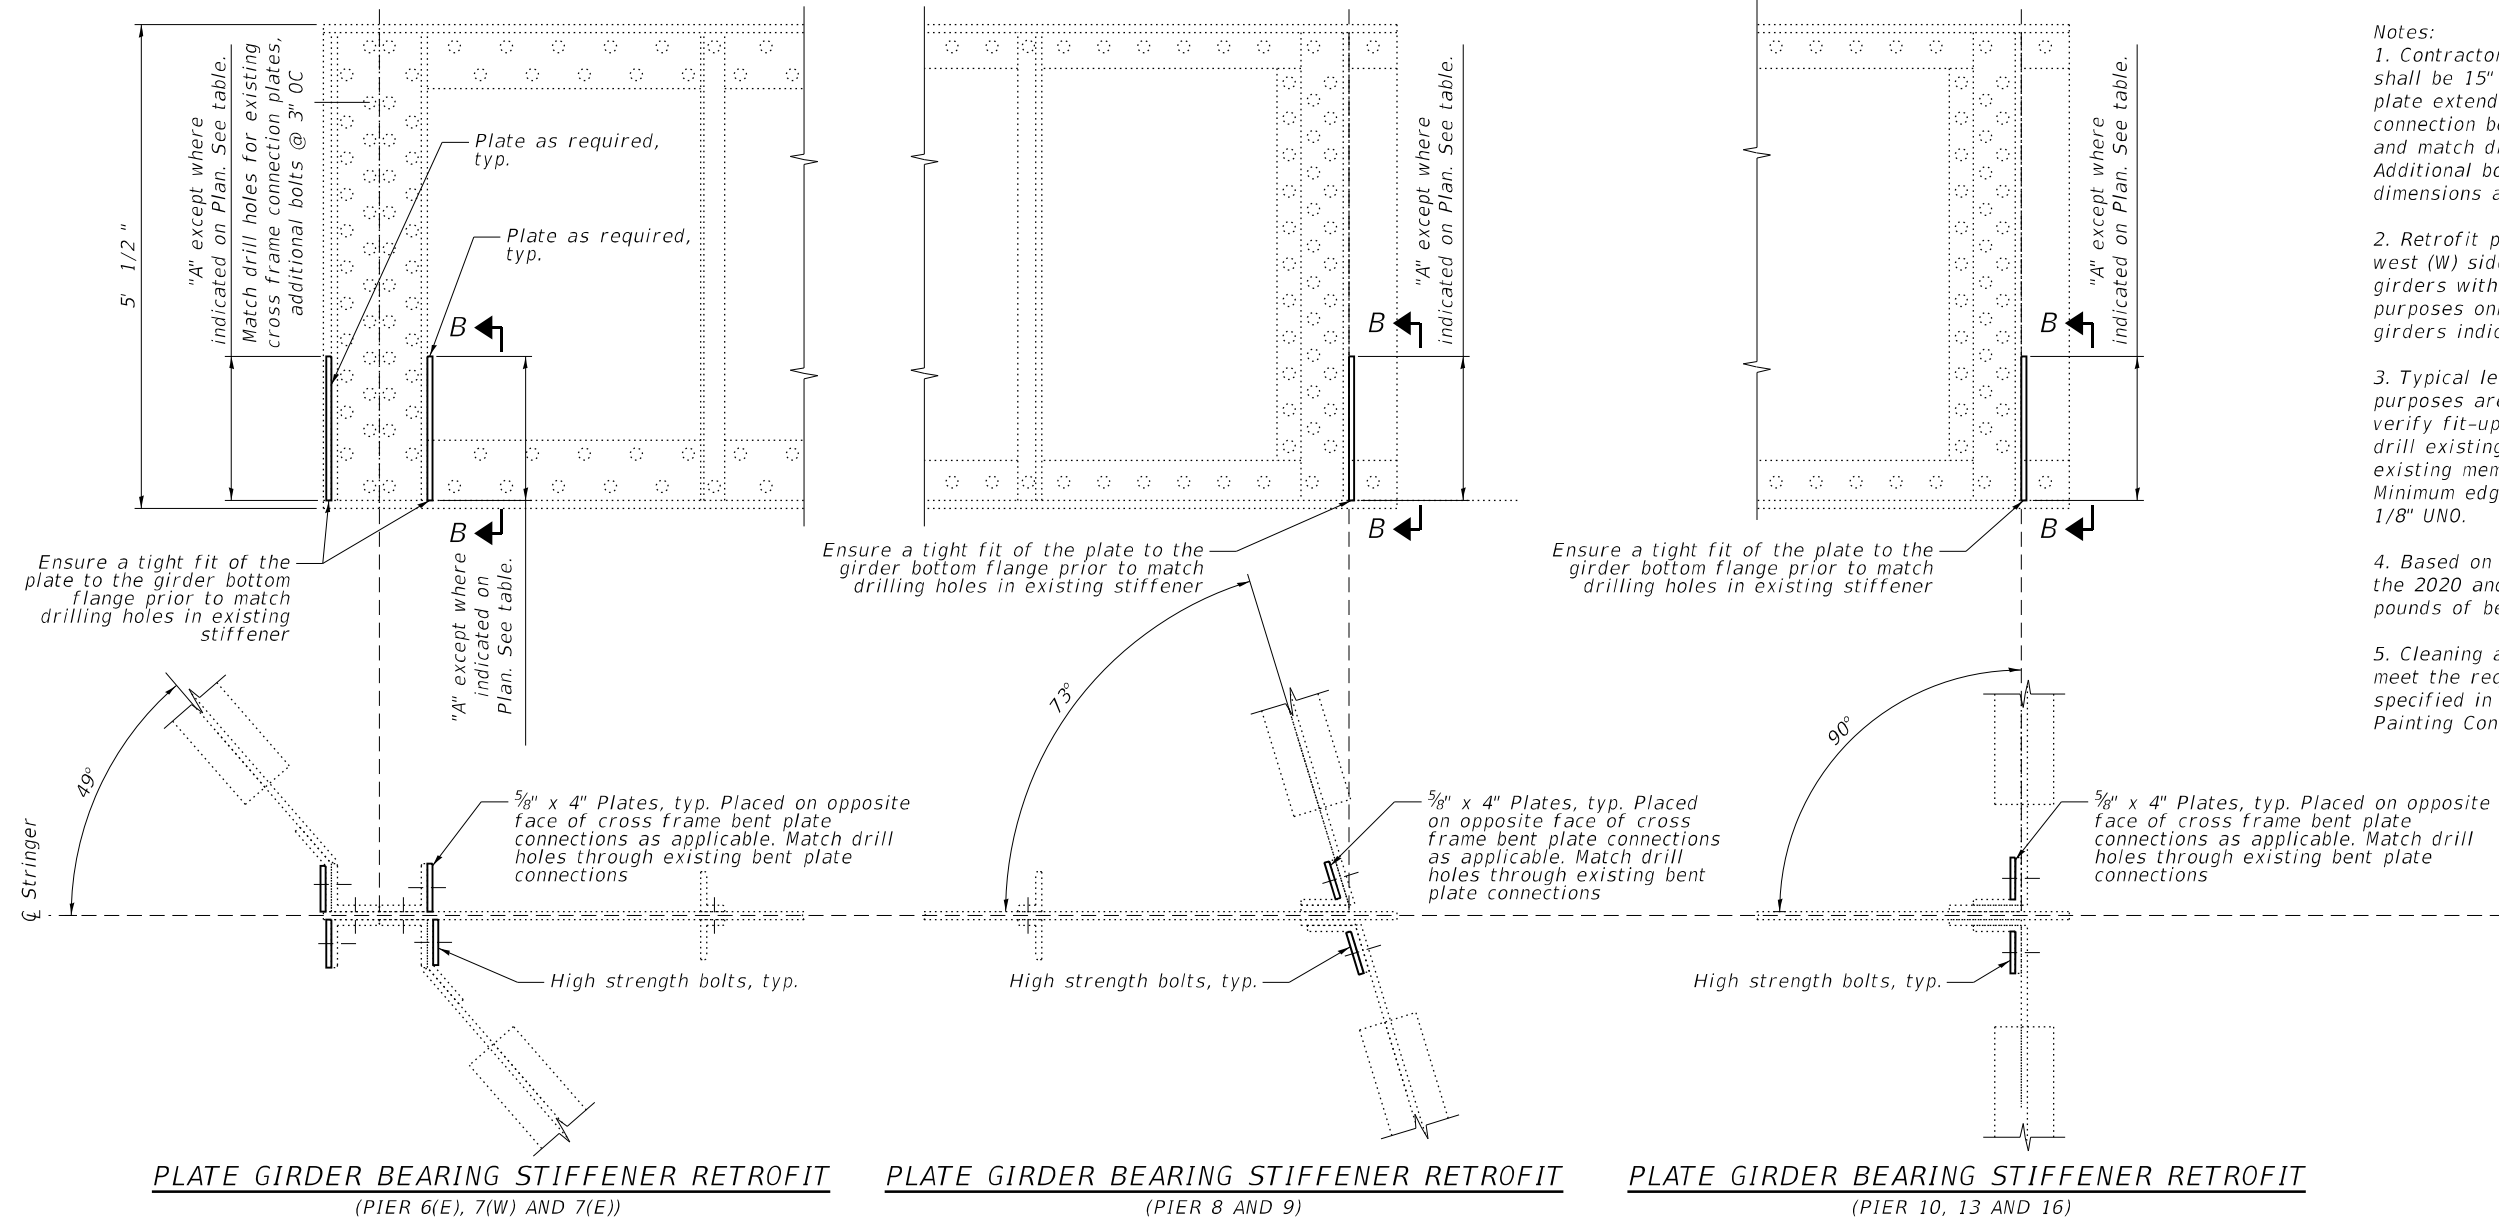 5' 1/2"
"A" except where
indicated on Plan. See table.
Match drill holes for existing
cross frame connection plates,
additional bolts @ 3" OC
Plate as required,
typ.
Plate as required,
typ.
B
B
"A" except where
indicated on
Plan. See table.
Ensure a tight fit of the
plate to the girder bottom
flange prior to match
drilling holes in existing
stiffener
49°
℄ Stringer
⅝" x 4" Plates, typ. Placed on opposite
face of cross frame bent plate
connections as applicable. Match drill
holes through existing bent plate
connections
High strength bolts, typ.
PLATE GIRDER BEARING STIFFENER RETROFIT
(PIER 6(E), 7(W) AND 7(E))
"A" except where
indicated on Plan. See table.
B
B
Ensure a tight fit of the plate to the
girder bottom flange prior to match
drilling holes in existing stiffener
73°
⅝" x 4" Plates, typ. Placed
on opposite face of cross
frame bent plate connections
as applicable. Match drill
holes through existing bent
plate connections
High strength bolts, typ.
PLATE GIRDER BEARING STIFFENER RETROFIT
(PIER 8 AND 9)
"A" except where
indicated on Plan. See table.
B
B
Ensure a tight fit of the plate to the
girder bottom flange prior to match
drilling holes in existing stiffener
90°
⅝" x 4" Plates, typ. Placed on opposite
face of cross frame bent plate
connections as applicable. Match drill
holes through existing bent plate
connections
High strength bolts, typ.
PLATE GIRDER BEARING STIFFENER RETROFIT
(PIER 10, 13 AND 16)
Notes:
1. Contractor
shall be 15"
plate extend
connection
and match
Additional
dimensions
2. Retrofit
west (W)
girders with
purposes
girders
3. Typical
purposes are
verify fit-up
drill existing
existing
Minimum
1/8" UNO.
4. Based on
the 2020 and
pounds of
5. Cleaning
meet the
specified in
Painting